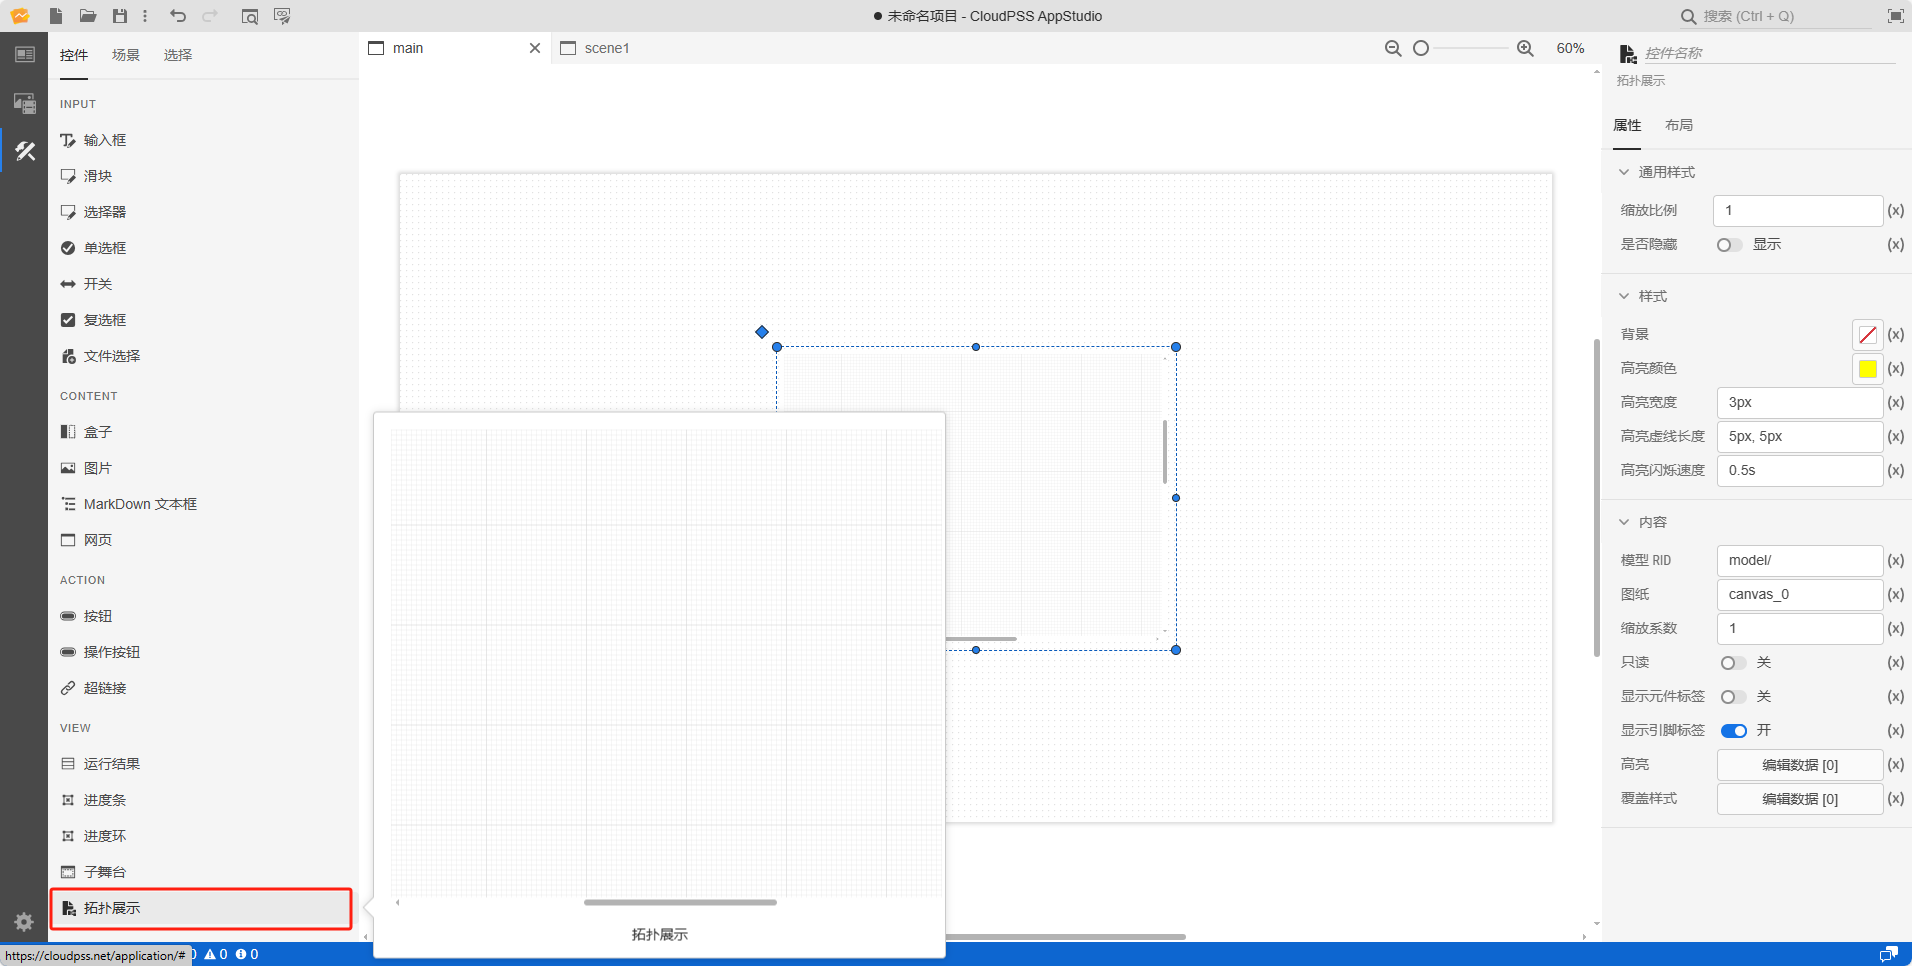 ● 未命名项目 - CloudPSS AppStudio
搜索 (Ctrl + Q)
控件 场景 选择
main
scene1
60%
INPUT
输入框
滑块
选择器
单选框
开关
复选框
文件选择
CONTENT
盒子
图片
MarkDown 文本框
网页
ACTION
按钮
操作按钮
超链接
VIEW
运行结果
进度条
进度环
子舞台
拓扑展示
拓扑展示
控件名称
拓扑展示
属性 布局
通用样式
缩放比例 1 (x)
是否隐藏 显示 (x)
样式
背景 (x)
高亮颜色 (x)
高亮宽度 3px (x)
高亮虚线长度 5px, 5px (x)
高亮闪烁速度 0.5s (x)
内容
模型 RID model/ (x)
图纸 canvas_0 (x)
缩放系数 1 (x)
只读 关 (x)
显示元件标签 关 (x)
显示引脚标签 开 (x)
高亮 编辑数据 [0] (x)
覆盖样式 编辑数据 [0] (x)
https://cloudpss.net/application/# 0 0